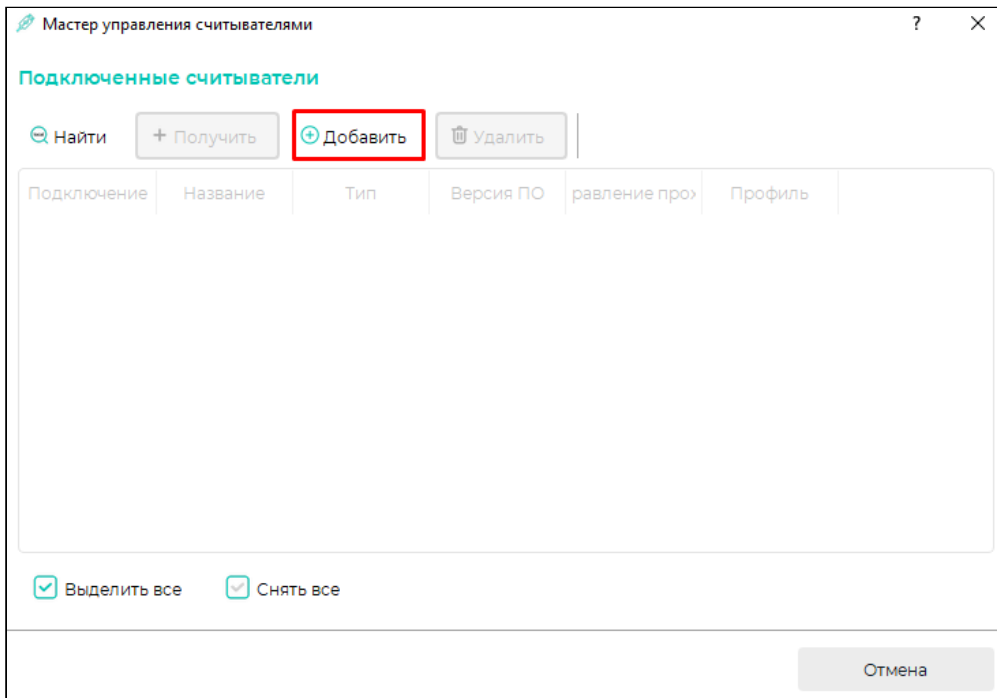 Мастер управления считывателями ?
Подключенные считыватели
Найти + Получить Добавить Удалить
Подключение Название Тип Версия ПО равление про Профиль
Выделить все Снять все
Отмена